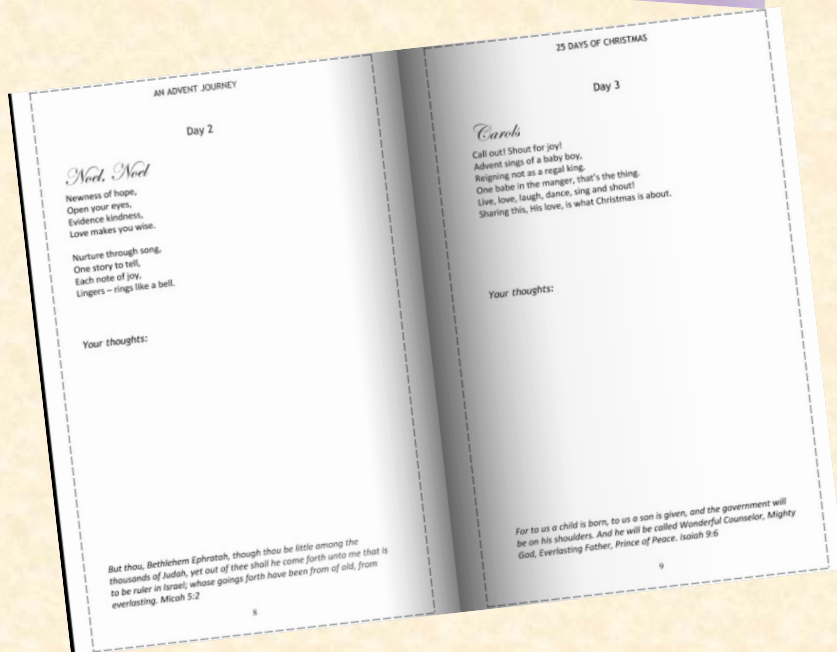 AN ADVENT JOURNEY
Day 2
Noel, Noel
Newness of hope,
Open your eyes,
Evidence kindness,
Love makes you wise.
Nurture through song,
One story to tell,
Each note of joy,
Lingers – rings like a bell.
Your thoughts:
But thou, Bethlehem Ephratah, though thou be little among the
thousands of Judah, yet out of thee shall he come forth unto me that is
to be ruler in Israel; whose goings forth have been from of old, from
everlasting. Micah 5:2
8
25 DAYS OF CHRISTMAS
Day 3
Carols
Call out! Shout for joy!
Advent sings of a baby boy,
Reigning not as a regal king.
One babe in the manger, that's the thing.
Live, love, laugh, dance, sing and shout!
Sharing this, His love, is what Christmas is about.
Your thoughts:
For to us a child is born, to us a son is given, and the government will
be on his shoulders. And he will be called Wonderful Counselor, Mighty
God, Everlasting Father, Prince of Peace. Isaiah 9:6
9